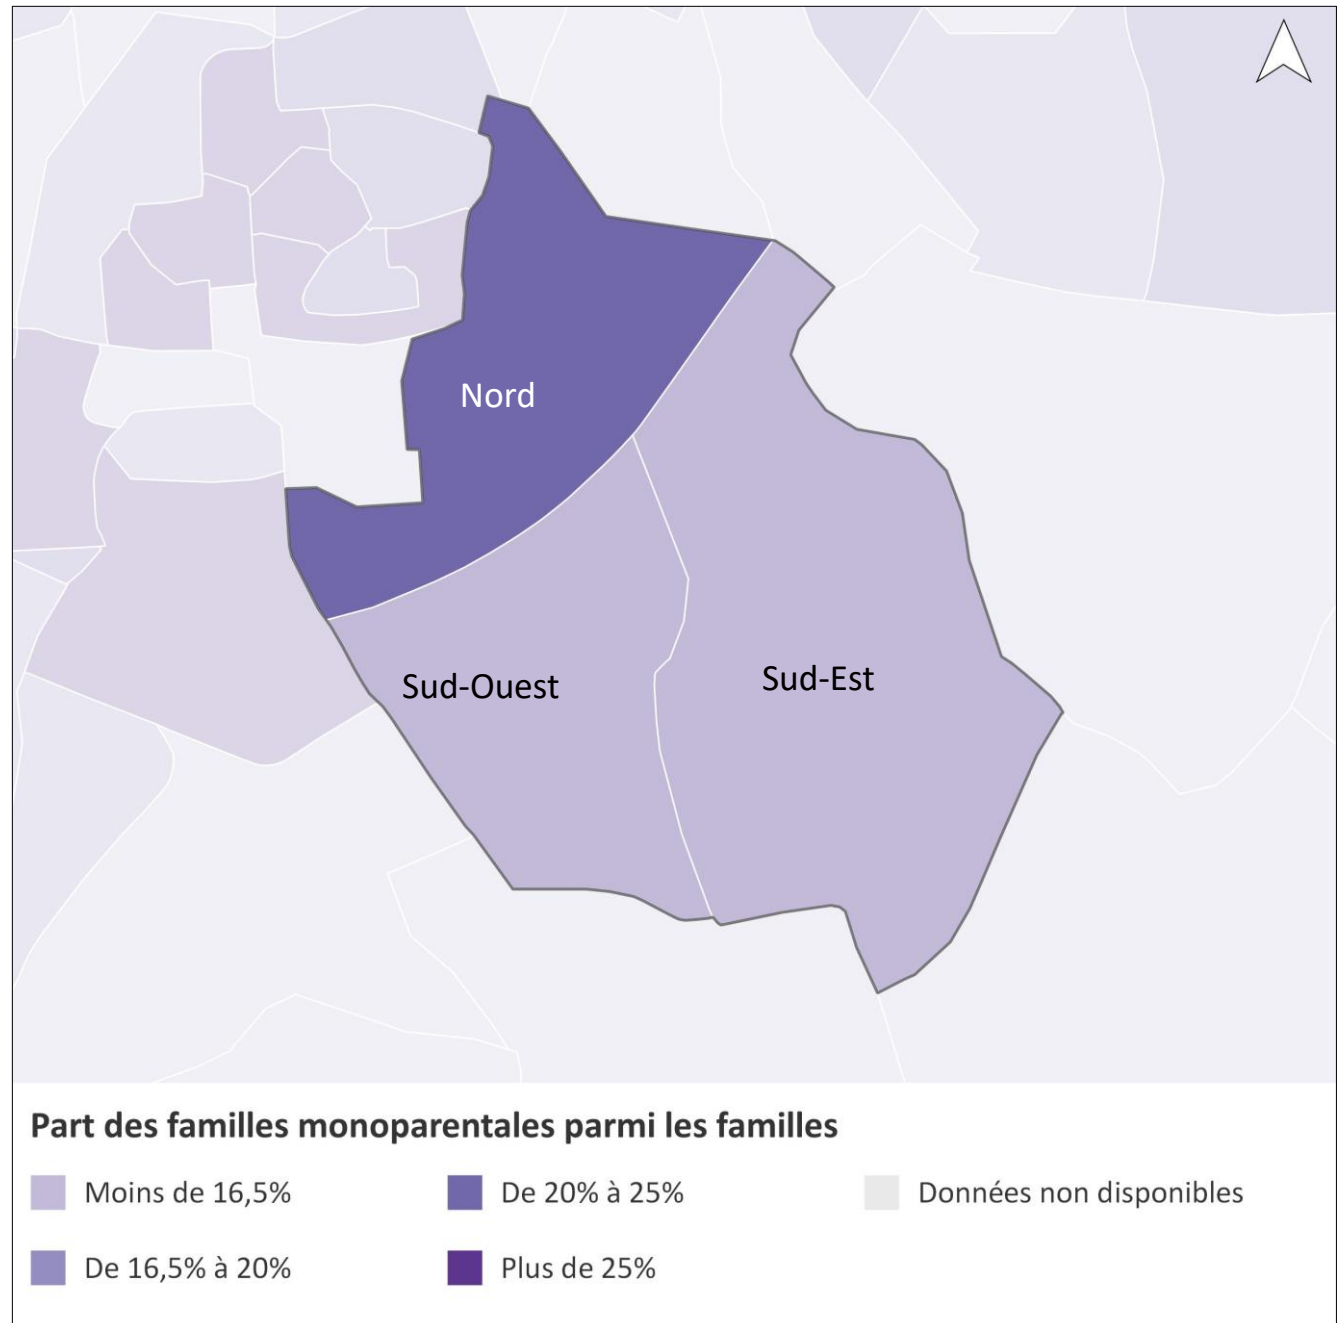 Nord
Sud-Ouest
Sud-Est
Part des familles monoparentales parmi les familles
Moins de 16,5%
De 20% à 25%
Données non disponibles
De 16,5% à 20%
Plus de 25%